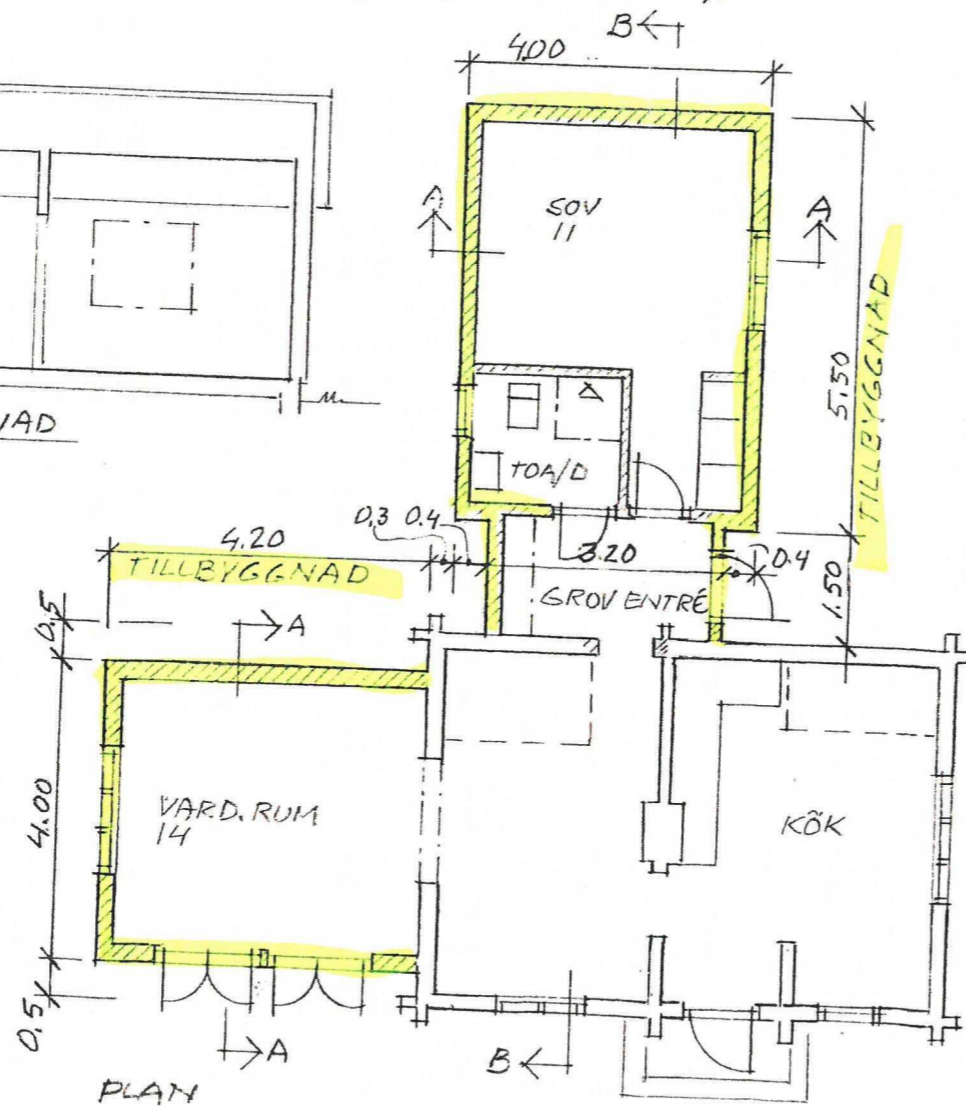 B
4.00
A
SOV
11
A
5.50
TILLBYGGNAD
NAD
TOA/D
0.3 0.4
4.20
TILLBYGGNAD
3.20
0.4
GROV ENTRÉ
1.50
0.5
A
4.00
VARD. RUM
14
KÖK
0.5
A
B
PLAN